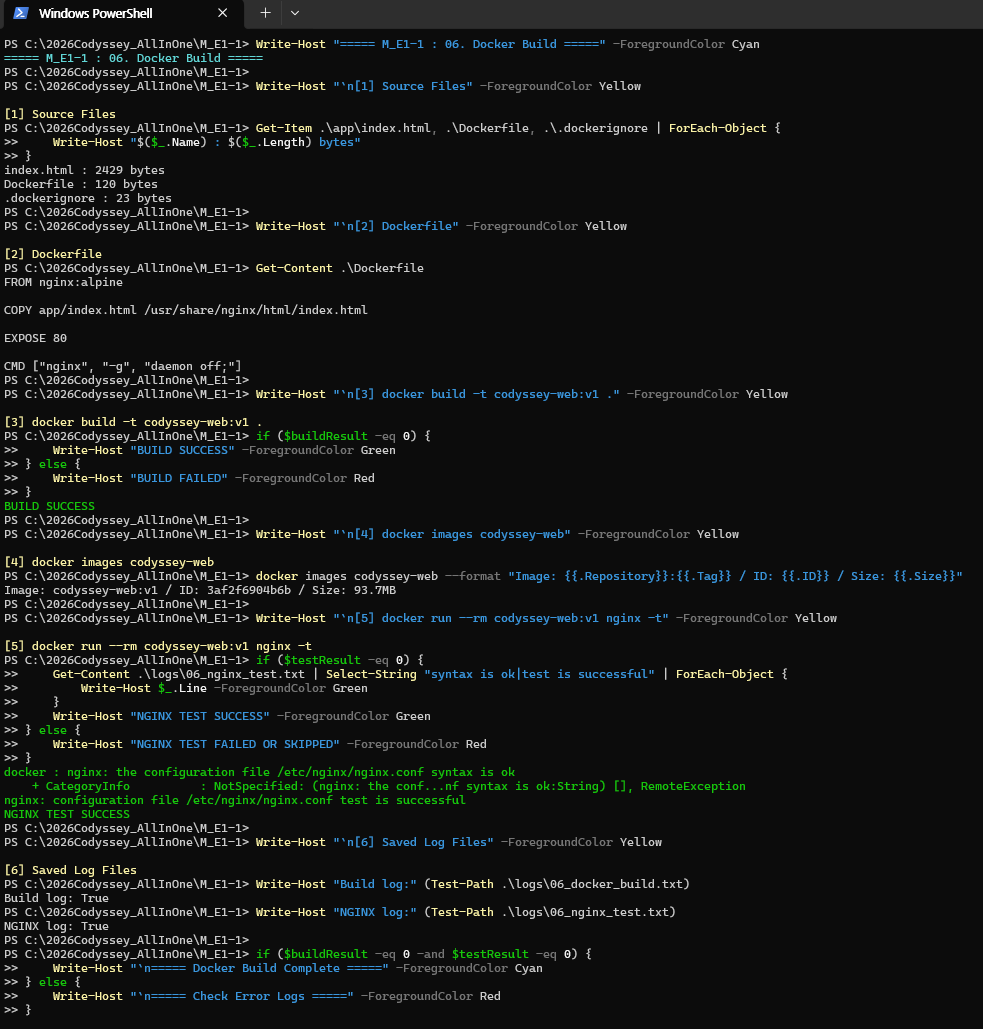 Windows PowerShell
PS C:\2026Codyssey_AllInOne\M_E1-1> Write-Host "===== M_E1-1 : 06. Docker Build =====" -ForegroundColor Cyan
===== M_E1-1 : 06. Docker Build =====
PS C:\2026Codyssey_AllInOne\M_E1-1>
PS C:\2026Codyssey_AllInOne\M_E1-1> Write-Host "`n[1] Source Files" -ForegroundColor Yellow
[1] Source Files
PS C:\2026Codyssey_AllInOne\M_E1-1> Get-Item .\app\index.html, .\Dockerfile, .\.dockerignore | ForEach-Object {
>>     Write-Host "$($_.Name) : $($_.Length) bytes"
>> }
index.html : 2429 bytes
Dockerfile : 120 bytes
.dockerignore : 23 bytes
PS C:\2026Codyssey_AllInOne\M_E1-1>
PS C:\2026Codyssey_AllInOne\M_E1-1> Write-Host "`n[2] Dockerfile" -ForegroundColor Yellow
[2] Dockerfile
PS C:\2026Codyssey_AllInOne\M_E1-1> Get-Content .\Dockerfile
FROM nginx:alpine
COPY app/index.html /usr/share/nginx/html/index.html
EXPOSE 80
CMD ["nginx", "-g", "daemon off;"]
PS C:\2026Codyssey_AllInOne\M_E1-1>
PS C:\2026Codyssey_AllInOne\M_E1-1> Write-Host "`n[3] docker build -t codyssey-web:v1 ." -ForegroundColor Yellow
[3] docker build -t codyssey-web:v1 .
PS C:\2026Codyssey_AllInOne\M_E1-1> if ($buildResult -eq 0) {
>>     Write-Host "BUILD SUCCESS" -ForegroundColor Green
>> } else {
>>     Write-Host "BUILD FAILED" -ForegroundColor Red
>> }
BUILD SUCCESS
PS C:\2026Codyssey_AllInOne\M_E1-1>
PS C:\2026Codyssey_AllInOne\M_E1-1> Write-Host "`n[4] docker images codyssey-web" -ForegroundColor Yellow
[4] docker images codyssey-web
PS C:\2026Codyssey_AllInOne\M_E1-1> docker images codyssey-web --format "Image: {{.Repository}}:{{.Tag}} / ID: {{.ID}} / Size: {{.Size}}"
Image: codyssey-web:v1 / ID: 3af2f6904b6b / Size: 93.7MB
PS C:\2026Codyssey_AllInOne\M_E1-1>
PS C:\2026Codyssey_AllInOne\M_E1-1> Write-Host "`n[5] docker run --rm codyssey-web:v1 nginx -t" -ForegroundColor Yellow
[5] docker run --rm codyssey-web:v1 nginx -t
PS C:\2026Codyssey_AllInOne\M_E1-1> if ($testResult -eq 0) {
>>     Get-Content .\logs\06_nginx_test.txt | Select-String "syntax is ok|test is successful" | ForEach-Object {
>>         Write-Host $_.Line -ForegroundColor Green
>>     }
>>     Write-Host "NGINX TEST SUCCESS" -ForegroundColor Green
>> } else {
>>     Write-Host "NGINX TEST FAILED OR SKIPPED" -ForegroundColor Red
>> }
docker : nginx: the configuration file /etc/nginx/nginx.conf syntax is ok
    + CategoryInfo          : NotSpecified: (nginx: the conf...nf syntax is ok:String) [], RemoteException
nginx: configuration file /etc/nginx/nginx.conf test is successful
NGINX TEST SUCCESS
PS C:\2026Codyssey_AllInOne\M_E1-1>
PS C:\2026Codyssey_AllInOne\M_E1-1> Write-Host "`n[6] Saved Log Files" -ForegroundColor Yellow
[6] Saved Log Files
PS C:\2026Codyssey_AllInOne\M_E1-1> Write-Host "Build log:" (Test-Path .\logs\06_docker_build.txt)
Build log: True
PS C:\2026Codyssey_AllInOne\M_E1-1> Write-Host "NGINX log:" (Test-Path .\logs\06_nginx_test.txt)
NGINX log: True
PS C:\2026Codyssey_AllInOne\M_E1-1>
PS C:\2026Codyssey_AllInOne\M_E1-1> if ($buildResult -eq 0 -and $testResult -eq 0) {
>>     Write-Host "`n===== Docker Build Complete =====" -ForegroundColor Cyan
>> } else {
>>     Write-Host "`n===== Check Error Logs =====" -ForegroundColor Red
>> }